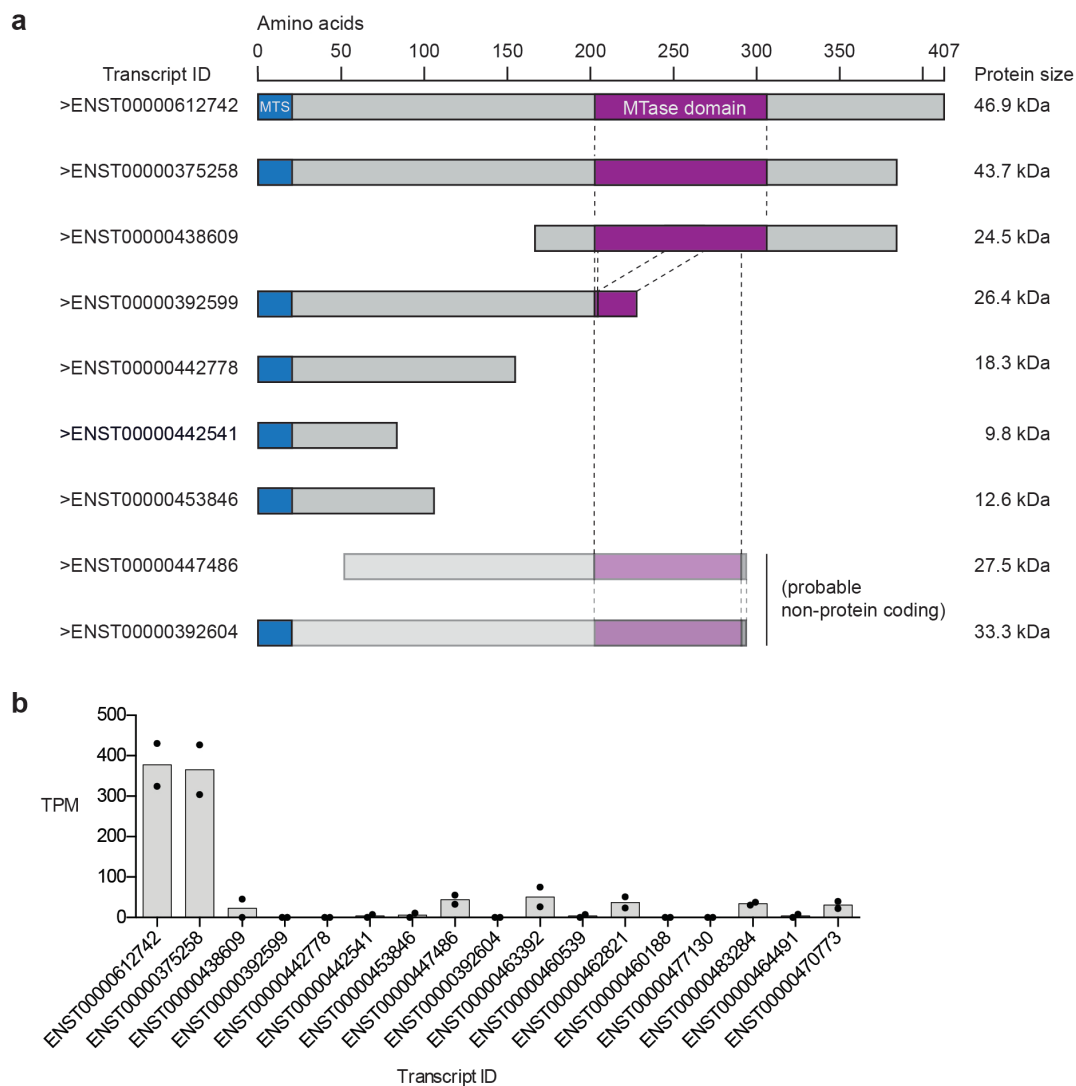 a
Amino acids
0 50 100 150 200 250 300 350 407
Transcript ID Protein size
>ENST00000612742 MTS MTase domain 46.9 kDa
>ENST00000375258 43.7 kDa
>ENST00000438609 24.5 kDa
>ENST00000392599 26.4 kDa
>ENST00000442778 18.3 kDa
>ENST00000442541 9.8 kDa
>ENST00000453846 12.6 kDa
>ENST00000447486 27.5 kDa
(probable
non-protein coding)
>ENST00000392604 33.3 kDa
b
500
400
300
TPM
200
100
0
ENST00000612742
ENST00000375258
ENST00000438609
ENST00000392599
ENST00000442778
ENST00000442541
ENST00000453846
ENST00000447486
ENST00000392604
ENST00000463392
ENST00000460539
ENST00000462821
ENST00000460188
ENST00000477130
ENST00000483284
ENST00000464491
ENST00000470773
Transcript ID